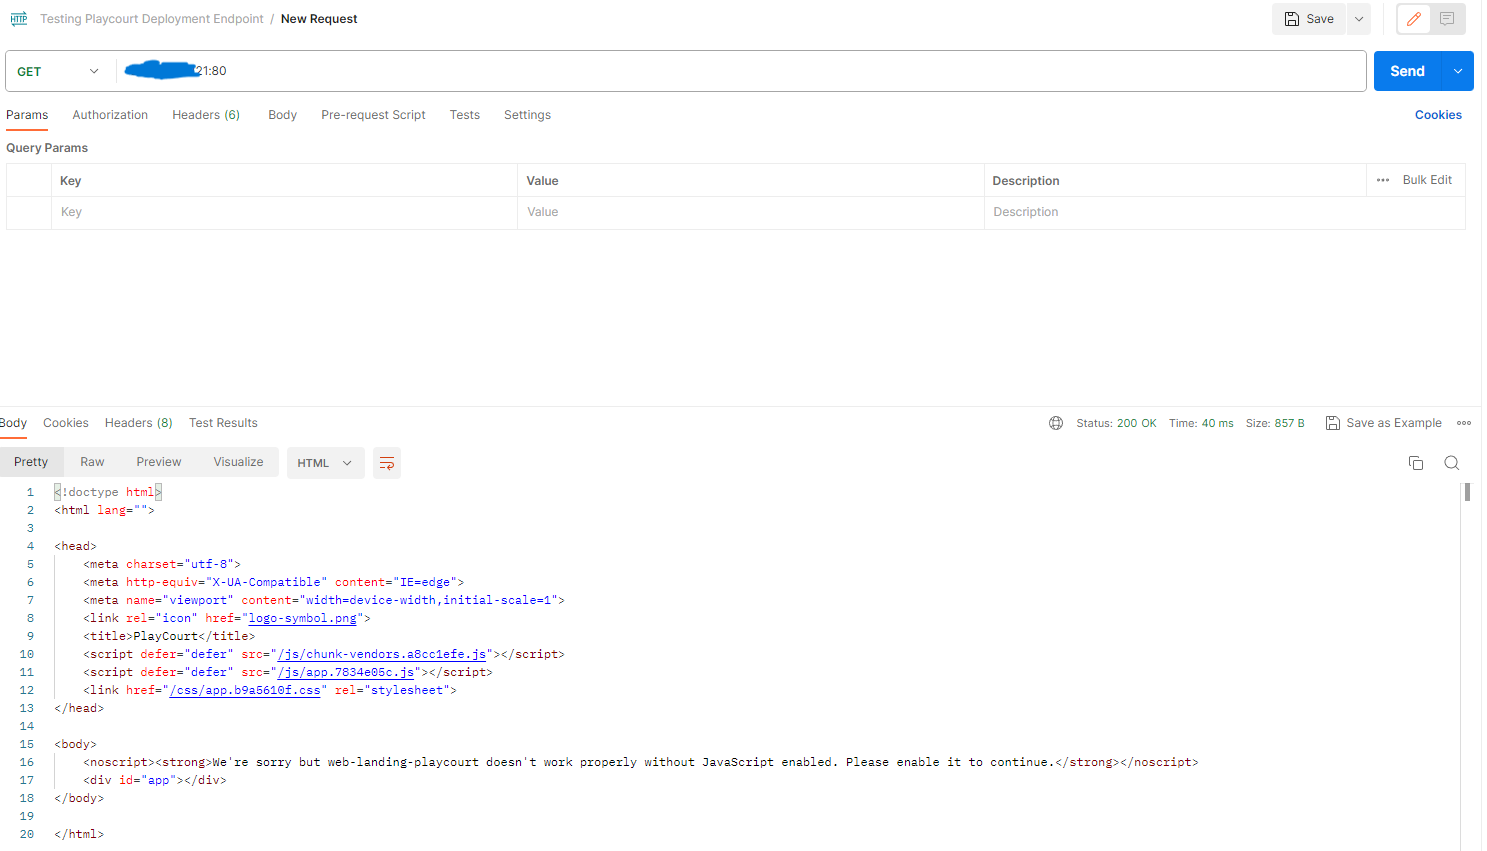 HTTP Testing Playcourt Deployment Endpoint / New Request Save
GET 21:80 Send
Params Authorization Headers (6) Body Pre-request Script Tests Settings Cookies
Query Params
Key Value Description ••• Bulk Edit
Key Value Description
Body Cookies Headers (8) Test Results Status: 200 OK Time: 40 ms Size: 857 B Save as Example
Pretty Raw Preview Visualize HTML
1 <!doctype html>
2 <html lang="">
3
4 <head>
5 <meta charset="utf-8">
6 <meta http-equiv="X-UA-Compatible" content="IE=edge">
7 <meta name="viewport" content="width=device-width,initial-scale=1">
8 <link rel="icon" href="logo-symbol.png">
9 <title>PlayCourt</title>
10 <script defer="defer" src="/js/chunk-vendors.a8cc1efe.js"></script>
11 <script defer="defer" src="/js/app.7834e05c.js"></script>
12 <link href="/css/app.b9a5610f.css" rel="stylesheet">
13 </head>
14
15 <body>
16 <noscript><strong>We're sorry but web-landing-playcourt doesn't work properly without JavaScript enabled. Please enable it to continue.</strong></noscript>
17 <div id="app"></div>
18 </body>
19
20 </html>